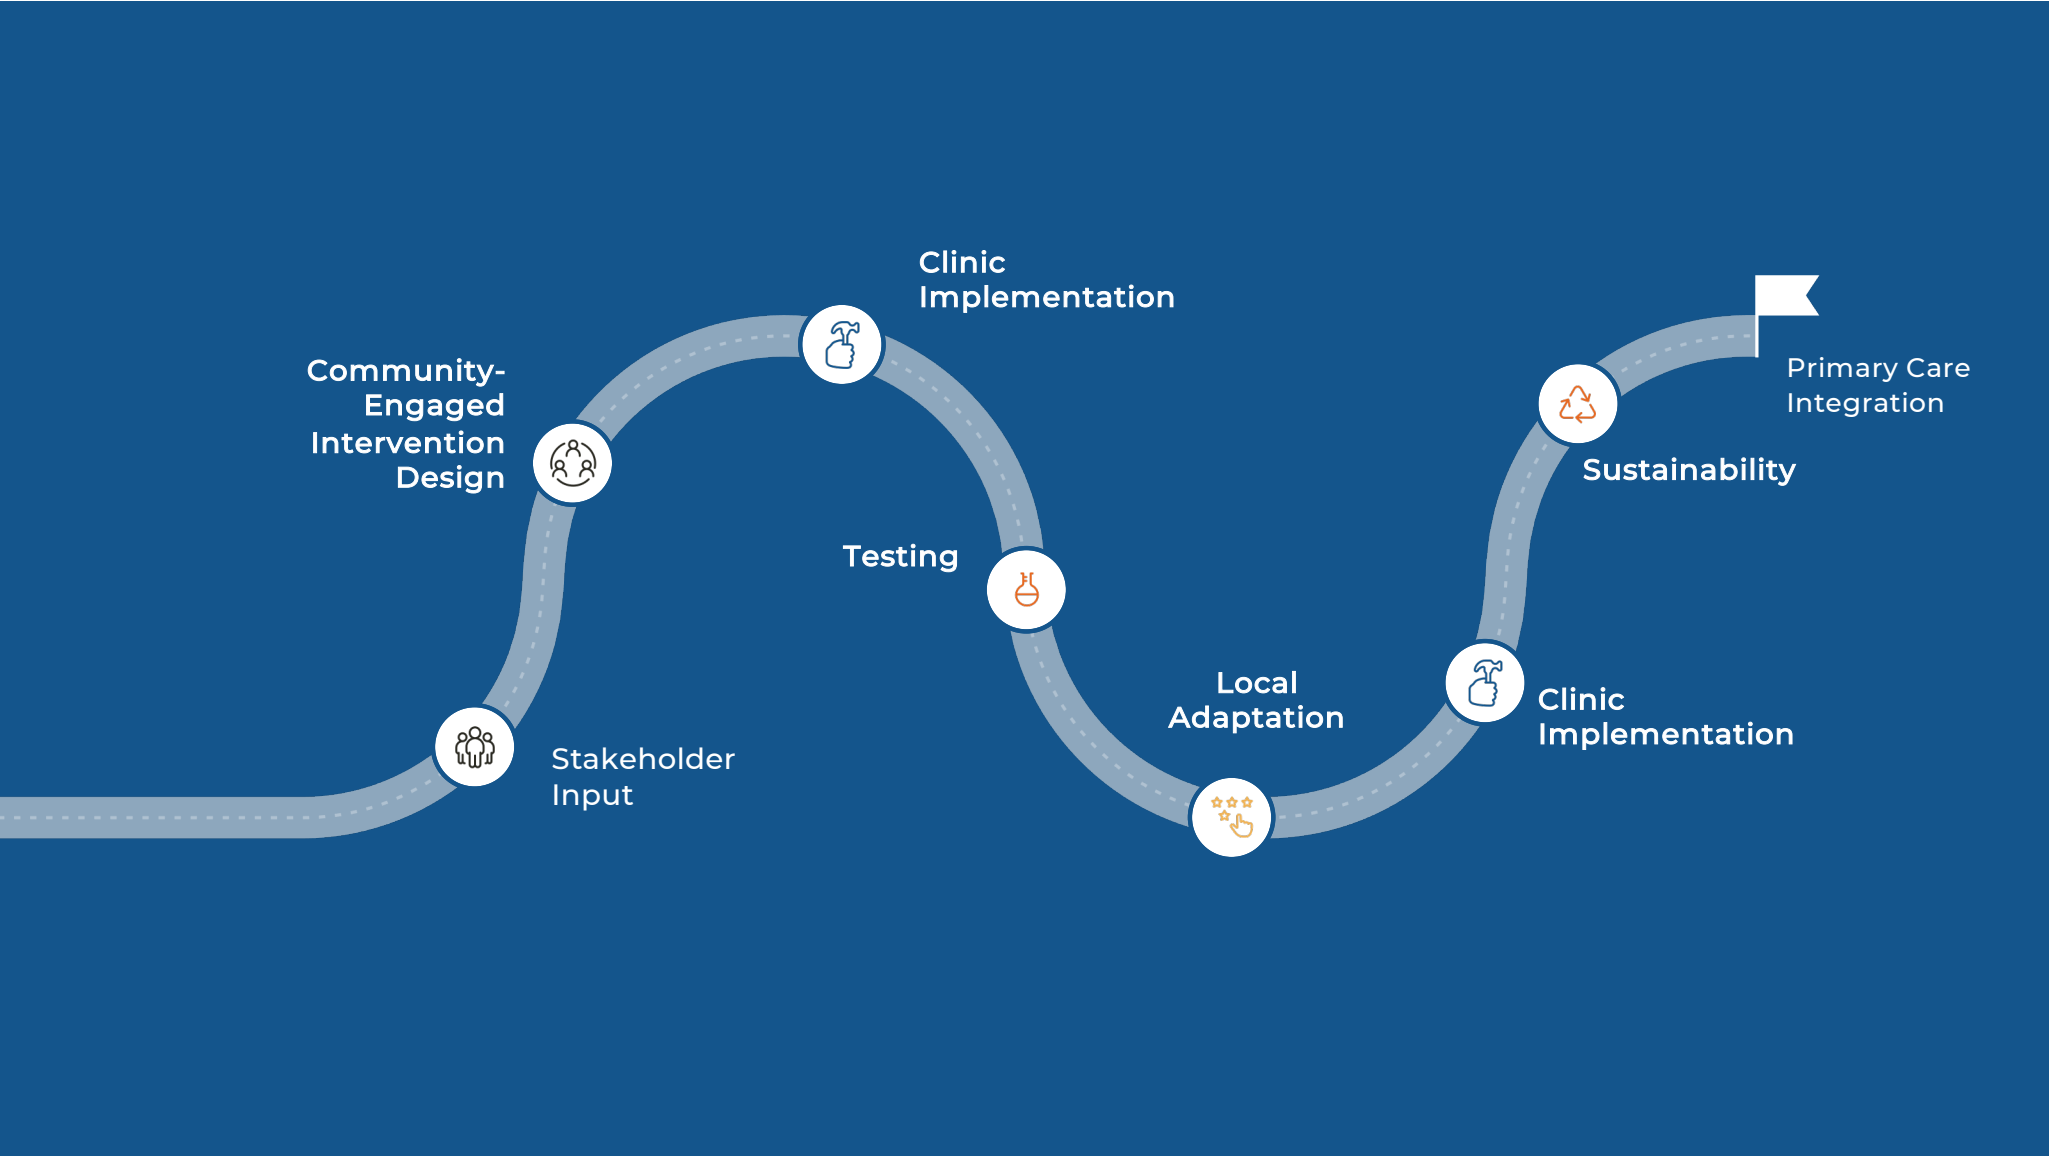 Stakeholder
Input
Community-
Engaged
Intervention
Design
Clinic
Implementation
Testing
Local
Adaptation
Clinic
Implementation
Sustainability
Primary Care
Integration